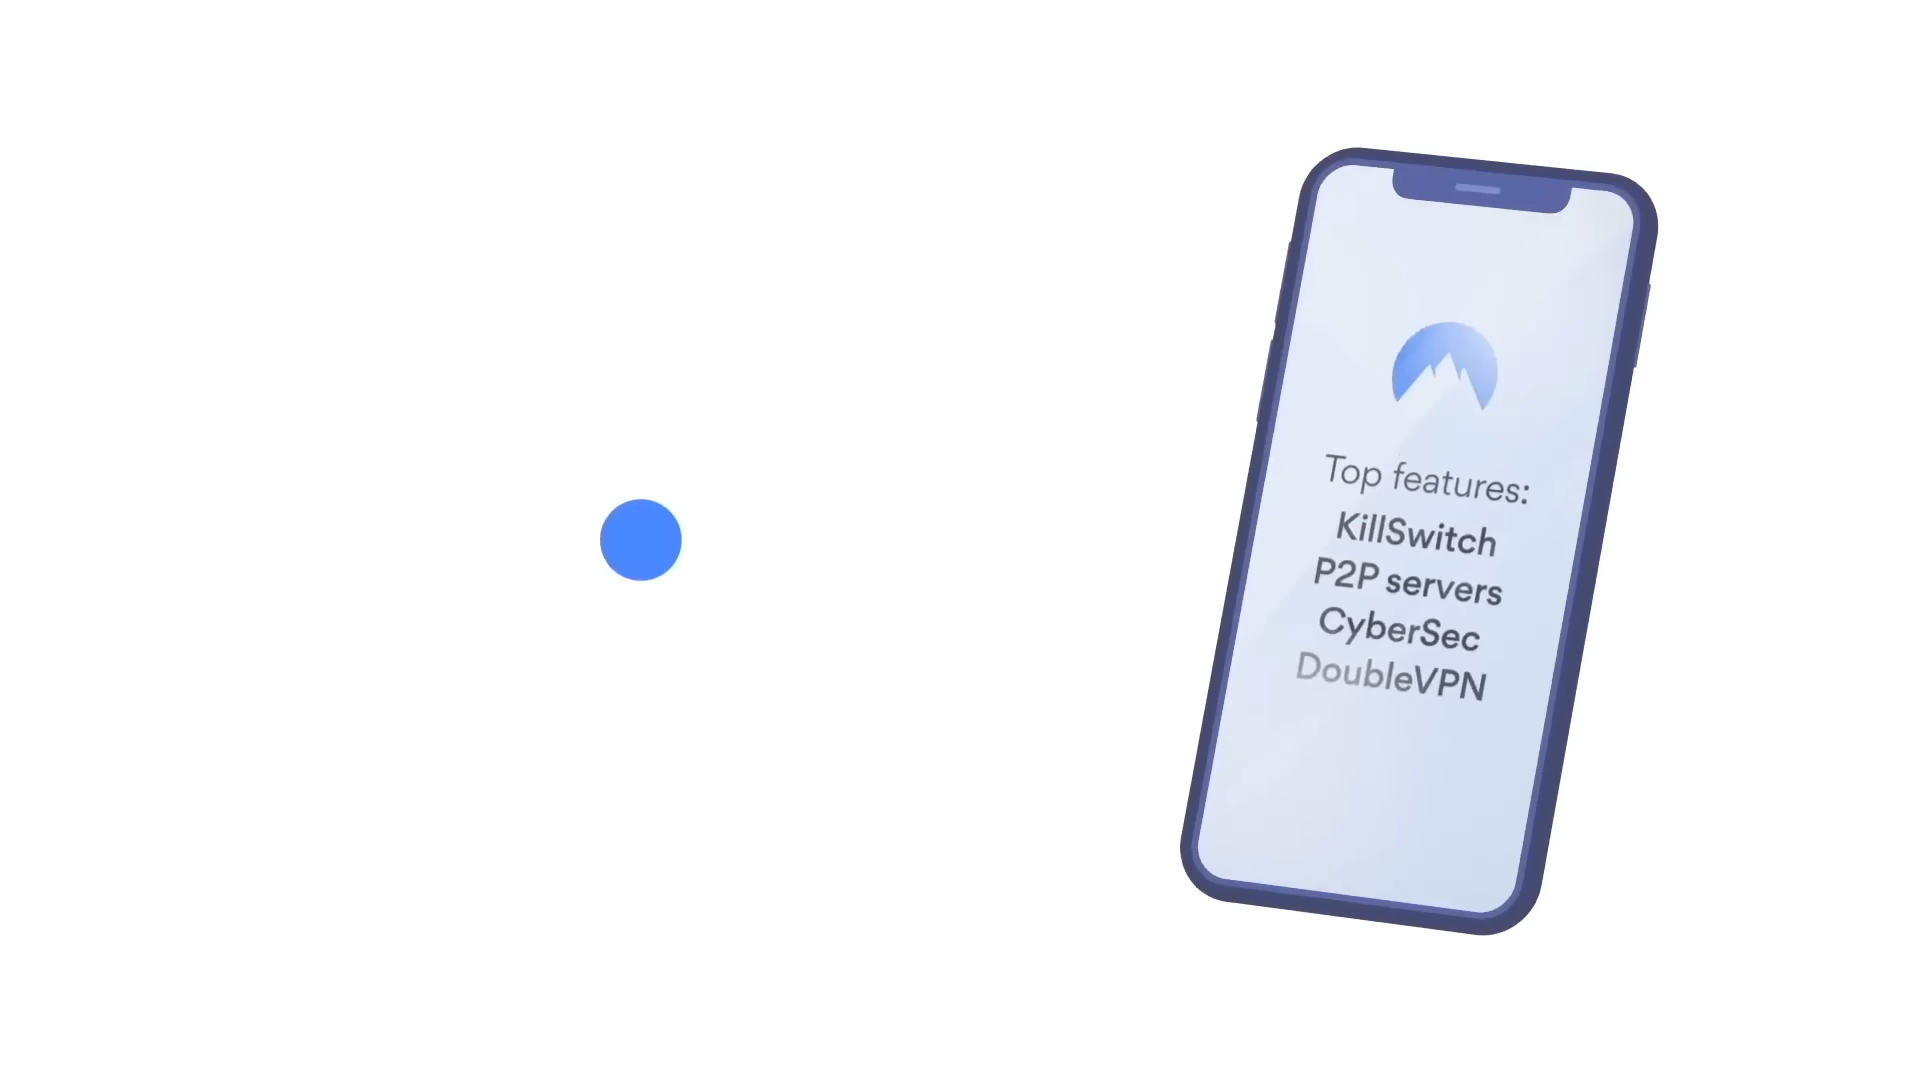 Top features:
KillSwitch
P2P servers
CyberSec
DoubleVPN